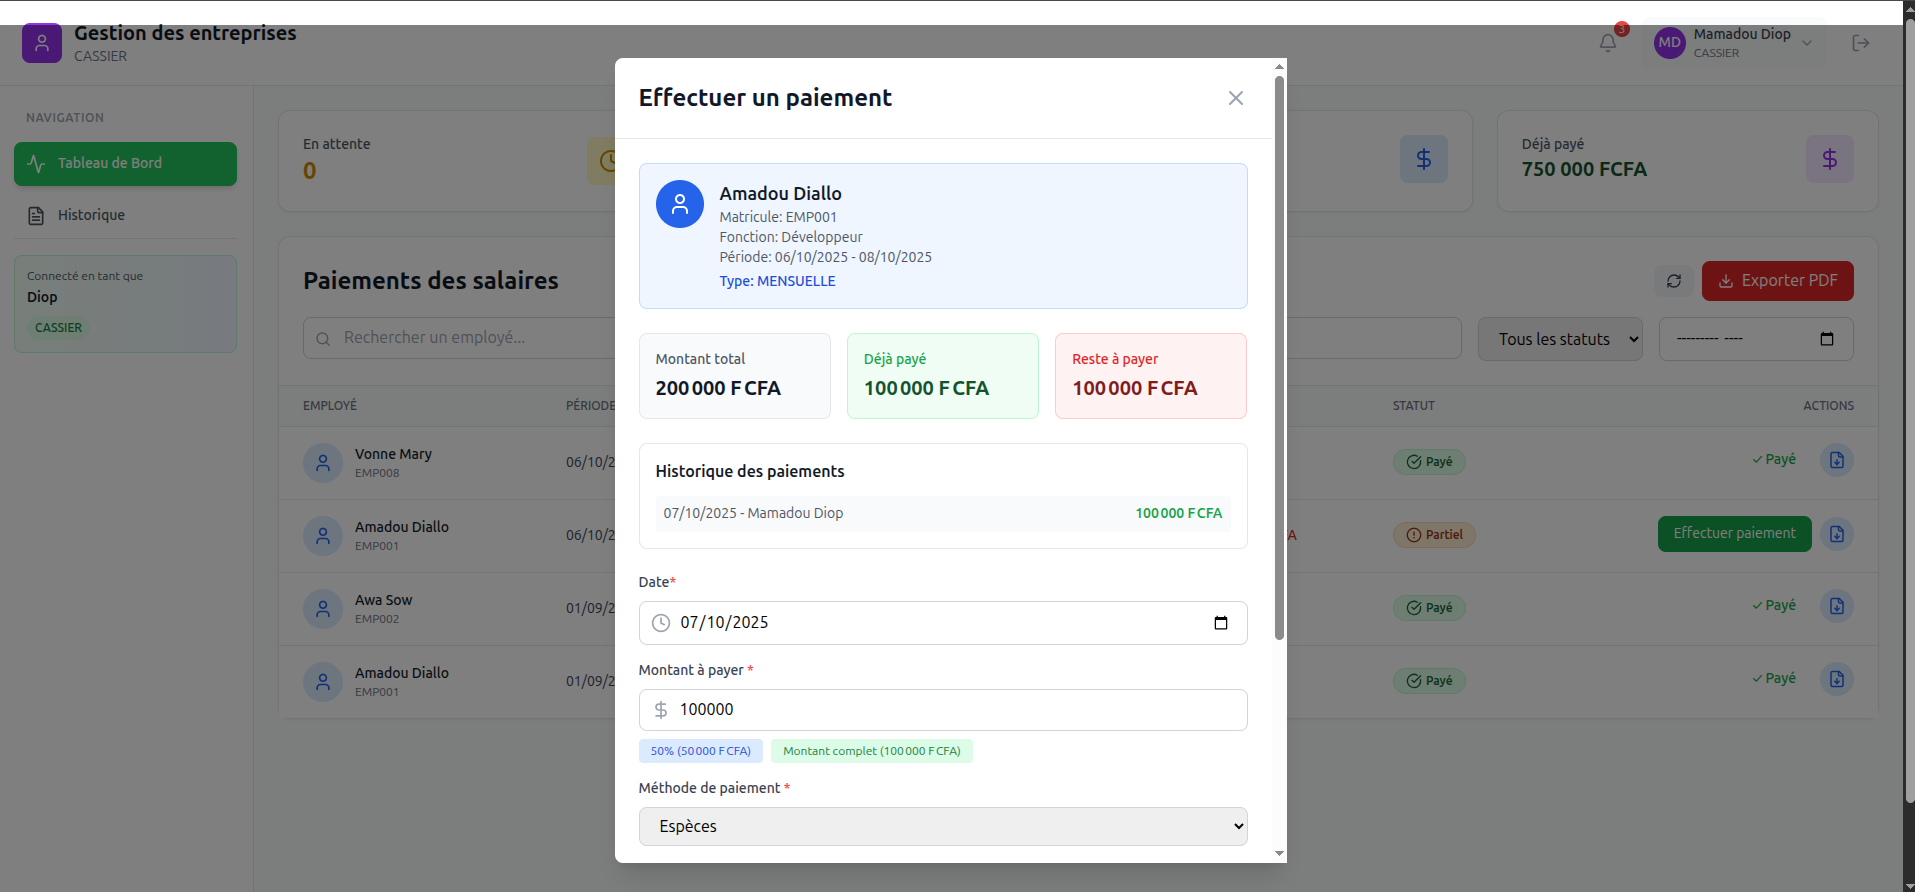 Gestion des entreprises
CASSIER
3
MD
Mamadou Diop
CASSIER
NAVIGATION
Tableau de Bord
Historique
Connecté en tant que
Diop
CASSIER
En attente
0
Déjà payé
750 000 FCFA
Paiements des salaires
Exporter PDF
Rechercher un employé...
Tous les statuts
--------- ----
EMPLOYÉ
PÉRIODE
STATUT
ACTIONS
Vonne Mary
EMP008
06/10/2
Payé
Payé
Amadou Diallo
EMP001
06/10/2
A
Partiel
Effectuer paiement
Awa Sow
EMP002
01/09/2
Payé
Payé
Amadou Diallo
EMP001
01/09/2
Payé
Payé
Effectuer un paiement
Amadou Diallo
Matricule: EMP001
Fonction: Développeur
Période: 06/10/2025 - 08/10/2025
Type: MENSUELLE
Montant total
200 000 F CFA
Déjà payé
100 000 F CFA
Reste à payer
100 000 F CFA
Historique des paiements
07/10/2025 - Mamadou Diop
100 000 F CFA
Date*
07/10/2025
Montant à payer *
$ 100000
50% (50 000 F CFA)
Montant complet (100 000 F CFA)
Méthode de paiement *
Espèces